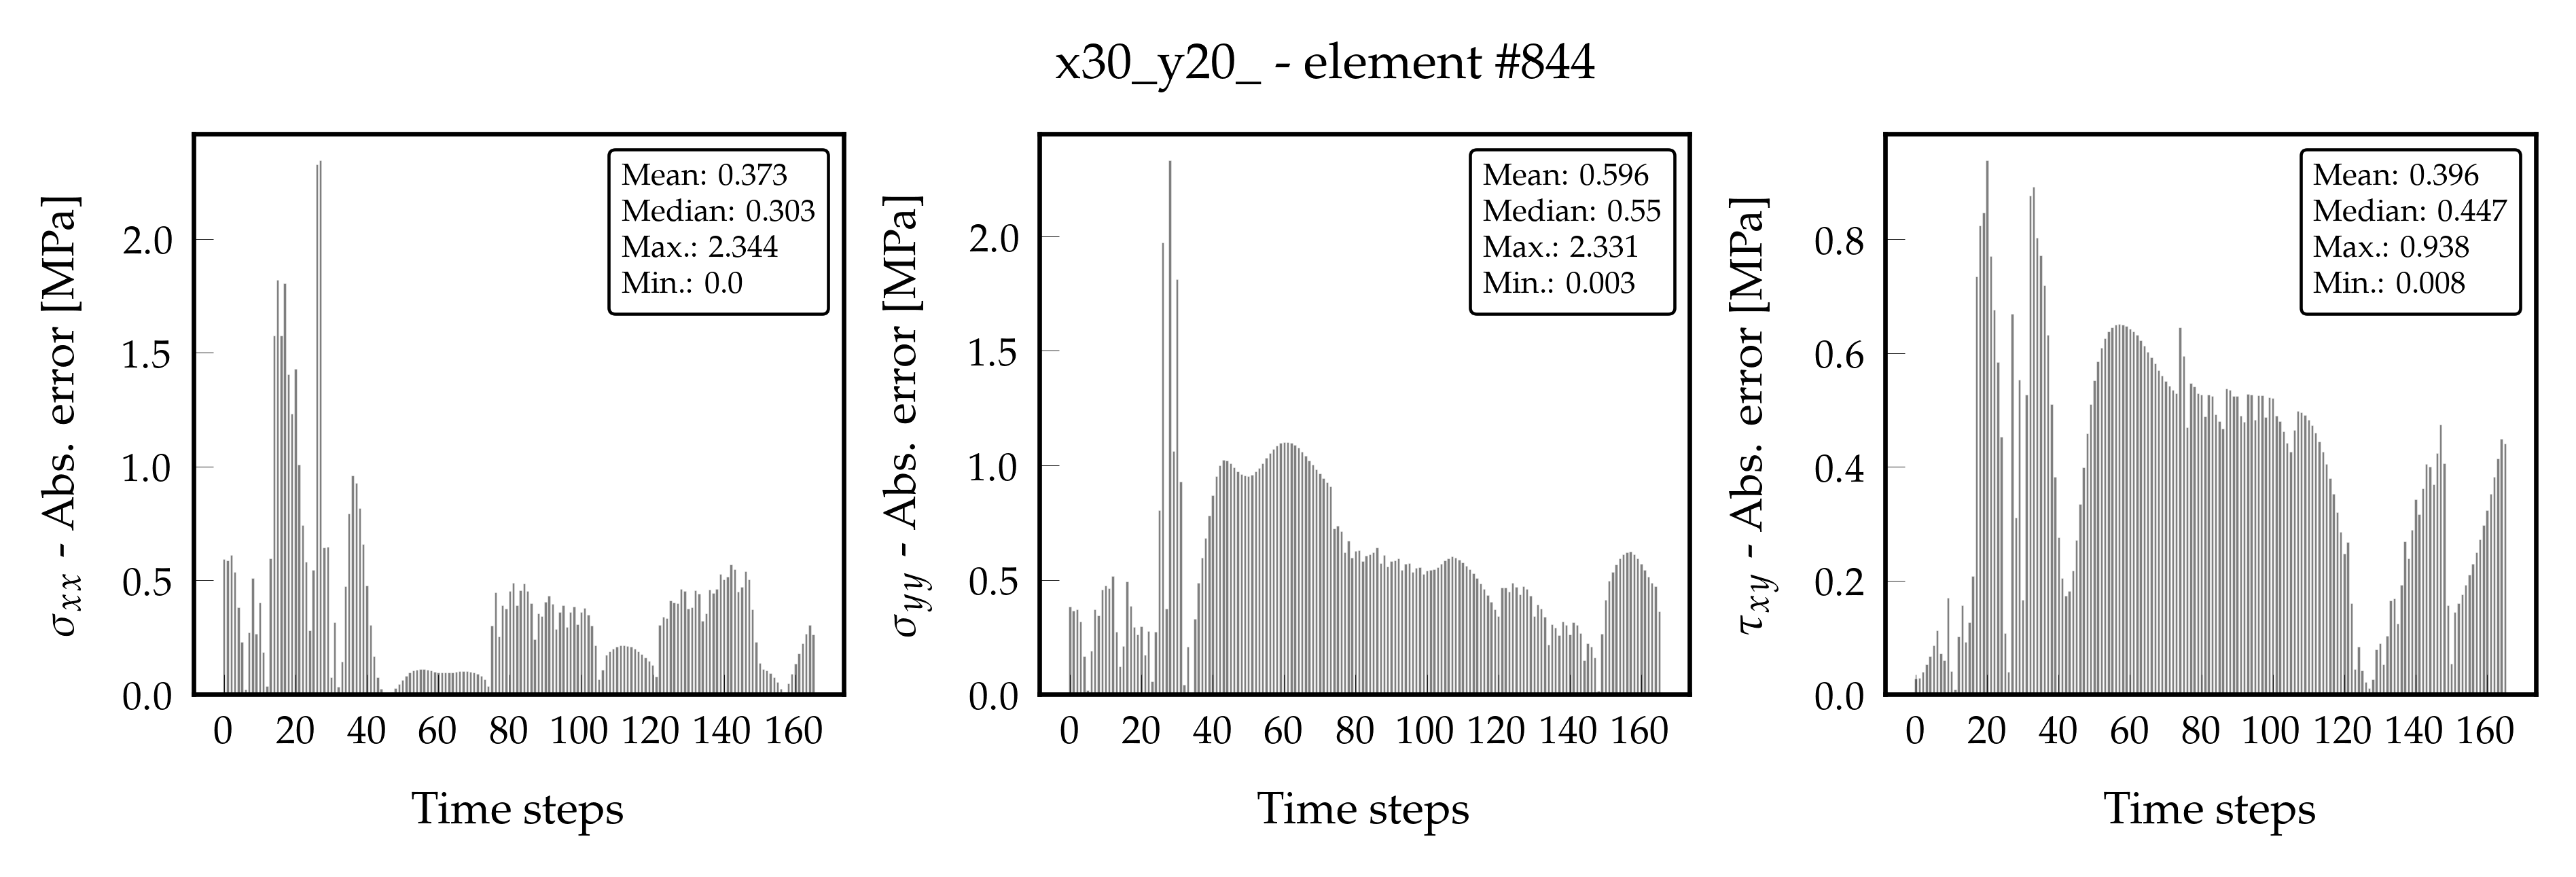 x30_y20_ - element #844
σxx - Abs. error [MPa]
2.0
1.5
1.0
0.5
0.0
0 20 40 60 80 100 120 140 160
Time steps
Mean: 0.373
Median: 0.303
Max.: 2.344
Min.: 0.0
σyy - Abs. error [MPa]
2.0
1.5
1.0
0.5
0.0
0 20 40 60 80 100 120 140 160
Time steps
Mean: 0.596
Median: 0.55
Max.: 2.331
Min.: 0.003
τxy - Abs. error [MPa]
0.8
0.6
0.4
0.2
0.0
0 20 40 60 80 100 120 140 160
Time steps
Mean: 0.396
Median: 0.447
Max.: 0.938
Min.: 0.008